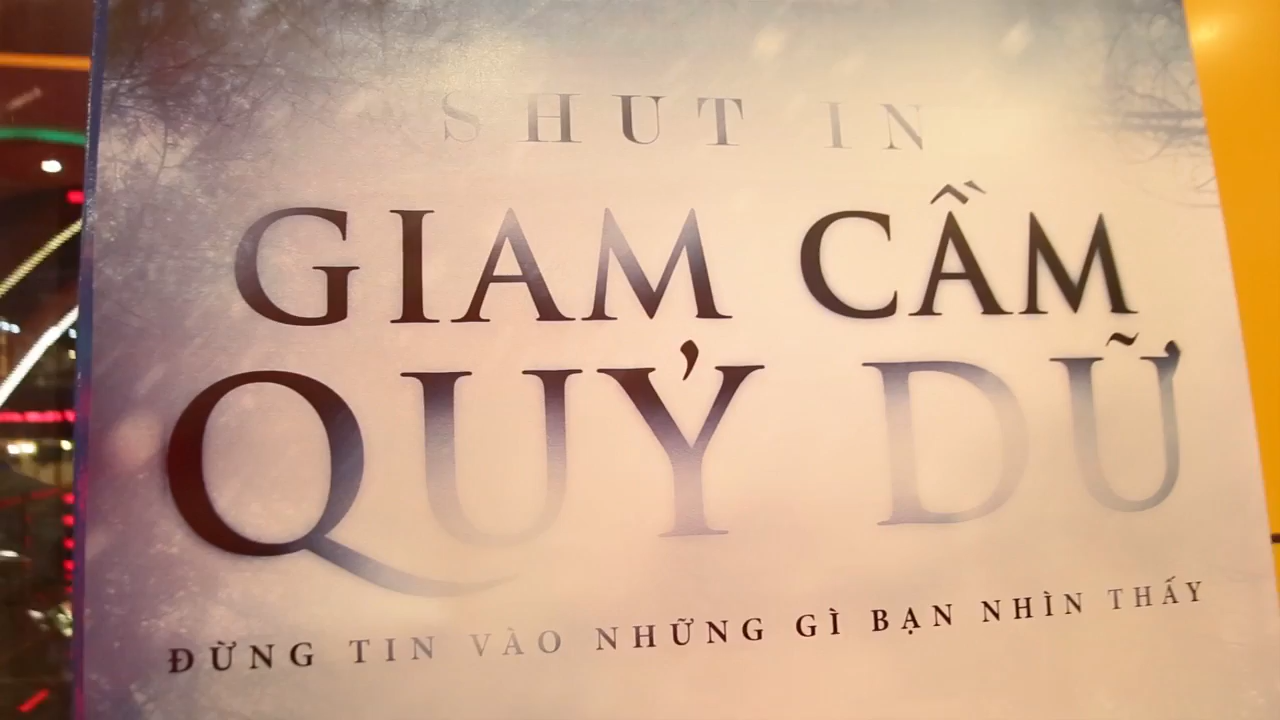 SHUT IN
GIAM CẦM
QUỶ DỮ
ĐỪNG TIN VÀO NHỮNG GÌ BẠN NHÌN THẤY